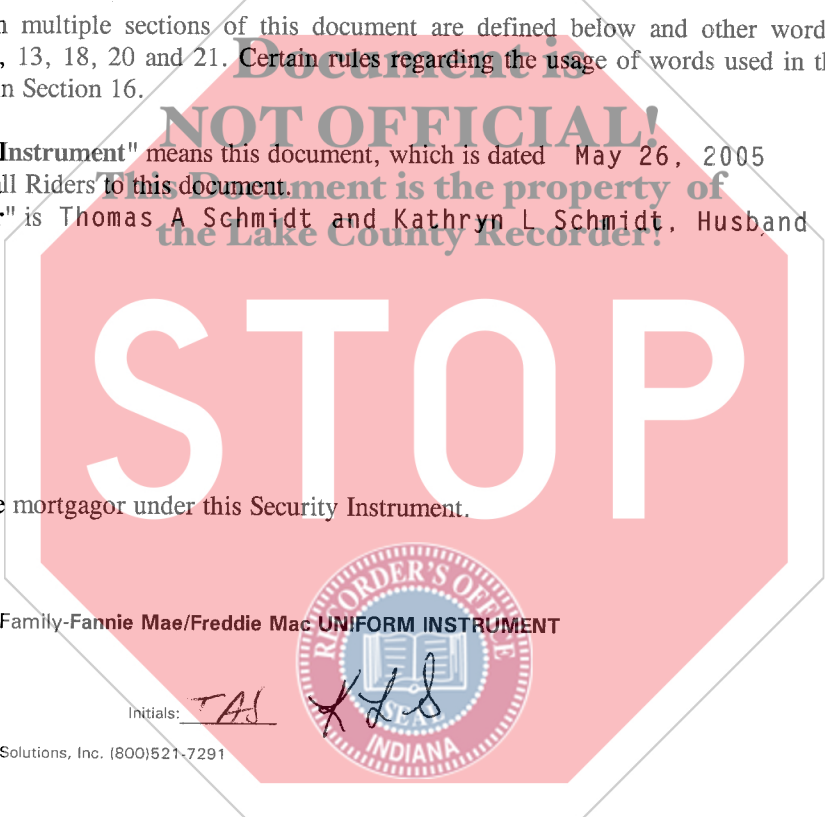 multiple sections of this document are defined below and other word
, 13, 18, 20 and 21. Certain rules regarding the usage of words used in th
n Section 16.
Document is
NOT OFFICIAL!
Instrument" means this document, which is dated May 26, 2005
ll Riders to this document.
This Document is the property of
" is Thomas A Schmidt and Kathryn L Schmidt, Husband
the Lake County Recorder!
STOP
e mortgagor under this Security Instrument.
RECORDER'S OFFICE
Family-Fannie Mae/Freddie Mac UNIFORM INSTRUMENT
Initials: TAS KLS
SEAL
INDIANA
Solutions, Inc. (800)521-7291